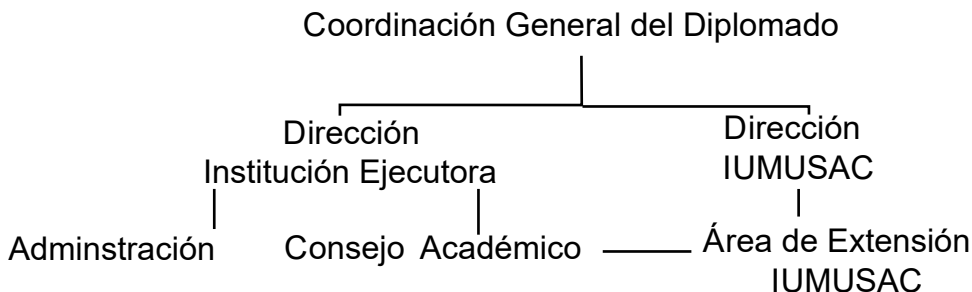 Coordinación General del Diplomado
Dirección
Institución Ejecutora
Dirección
IUMUSAC
Adminstración
Consejo Académico
Área de Extensión
IUMUSAC